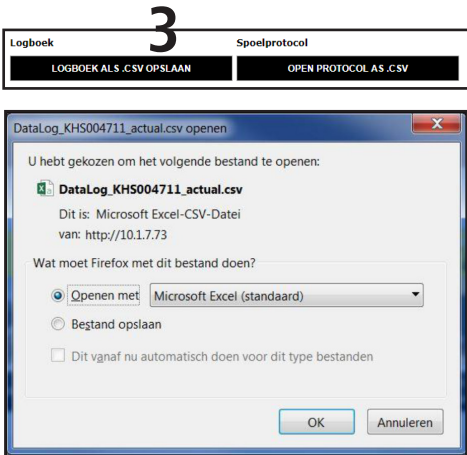 3
Logboek Spoelprotocol
LOGBOEK ALS .CSV OPSLAAN OPEN PROTOCOL AS .CSV
DataLog_KHS004711_actual.csv openen
U hebt gekozen om het volgende bestand te openen:
DataLog_KHS004711_actual.csv
Dit is: Microsoft Excel-CSV-Datei
van: http://10.1.7.73
Wat moet Firefox met dit bestand doen?
Openen met Microsoft Excel (standaard)
Bestand opslaan
Dit vanaf nu automatisch doen voor dit type bestanden
OK Annuleren